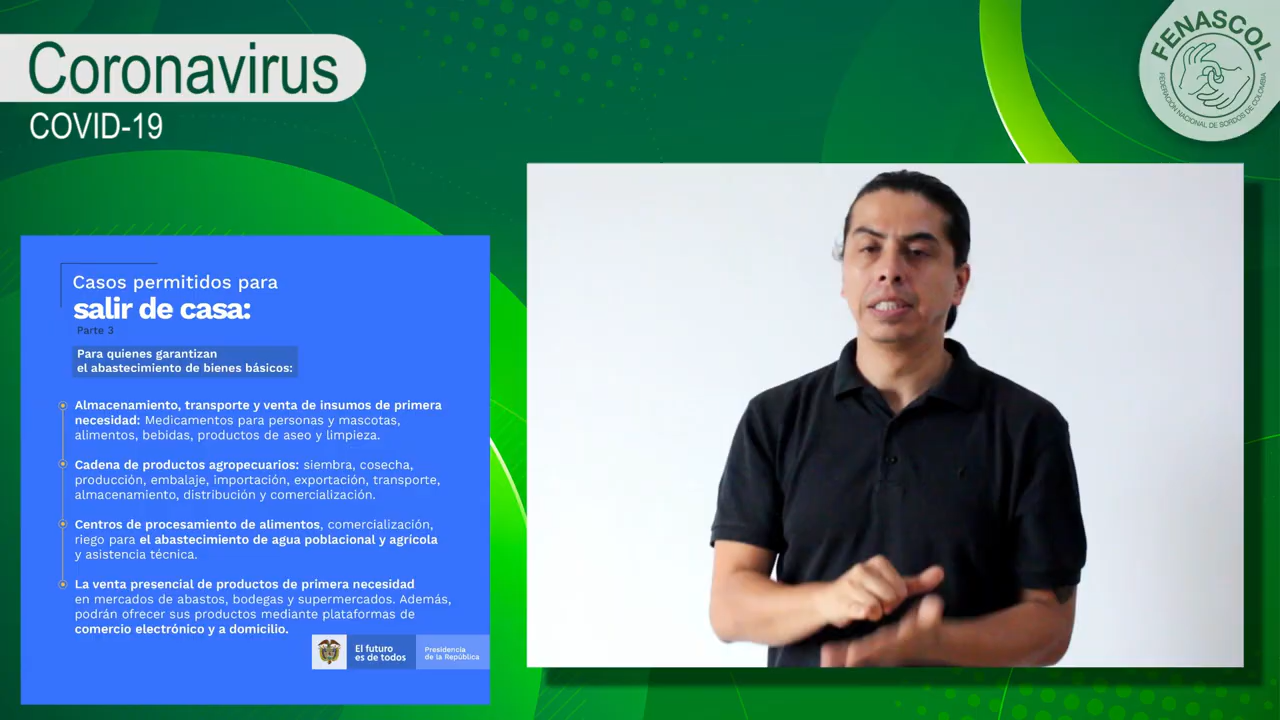 Coronavirus
COVID-19
FENASCOL
FEDERACIÓN NACIONAL DE SORDOS DE COLOMBIA
Casos permitidos para
salir de casa:
Parte 3
Para quienes garantizan
el abastecimiento de bienes básicos:
Almacenamiento, transporte y venta de insumos de primera
necesidad: Medicamentos para personas y mascotas,
alimentos, bebidas, productos de aseo y limpieza.
Cadena de productos agropecuarios: siembra, cosecha,
producción, embalaje, importación, exportación, transporte,
almacenamiento, distribución y comercialización.
Centros de procesamiento de alimentos, comercialización,
riego para el abastecimiento de agua poblacional y agrícola
y asistencia técnica.
La venta presencial de productos de primera necesidad
en mercados de abastos, bodegas y supermercados. Además,
podrán ofrecer sus productos mediante plataformas de
comercio electrónico y a domicilio.
El futuro
es de todos
Presidencia
de la República